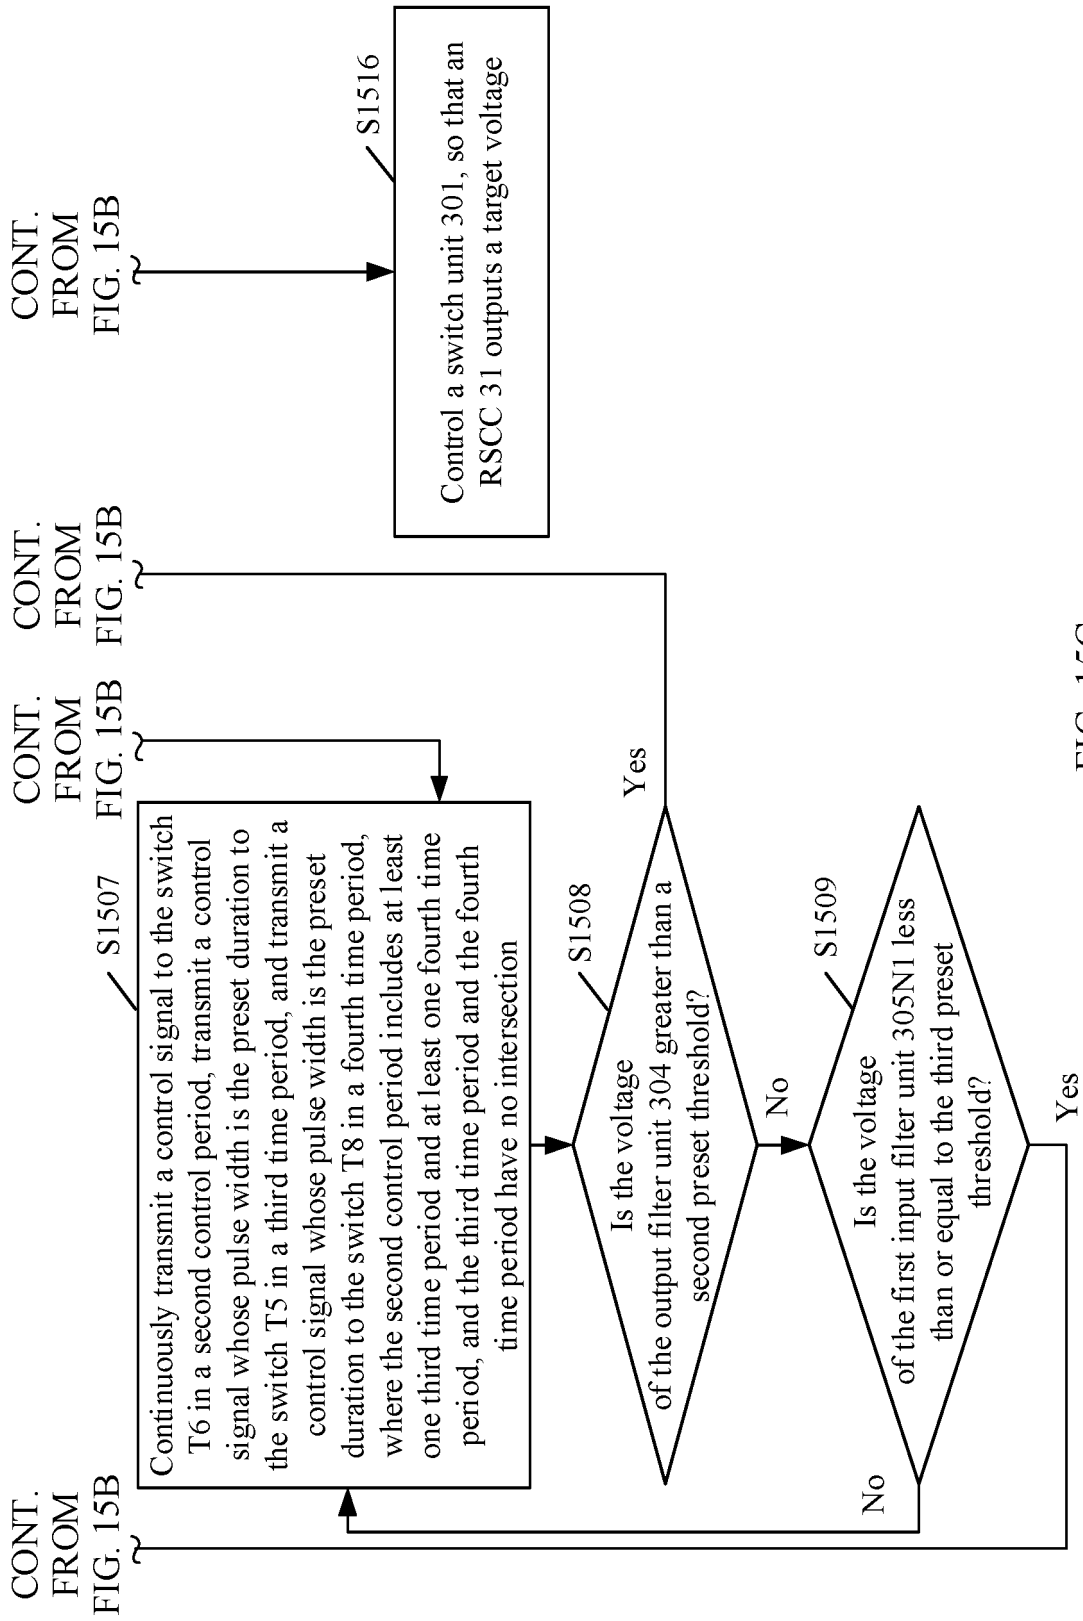 CONT.
FROM
FIG. 15B
CONT.
FROM
FIG. 15B
CONT.
FROM
FIG. 15B
CONT.
FROM
FIG. 15B
S1507
Continuously transmit a control signal to the switch
T6 in a second control period, transmit a control
signal whose pulse width is the preset duration to
the switch T5 in a third time period, and transmit a
control signal whose pulse width is the preset
duration to the switch T8 in a fourth time period,
where the second control period includes at least
one third time period and at least one fourth time
period, and the third time period and the fourth
time period have no intersection
S1516
Control a switch unit 301, so that an
RSCC 31 outputs a target voltage
S1508
Is the voltage
of the output filter unit 304 greater than a
second preset threshold?
Yes
No
S1509
Is the voltage
of the first input filter unit 305N1 less
than or equal to the third preset
threshold?
No
Yes
FIG. 15C